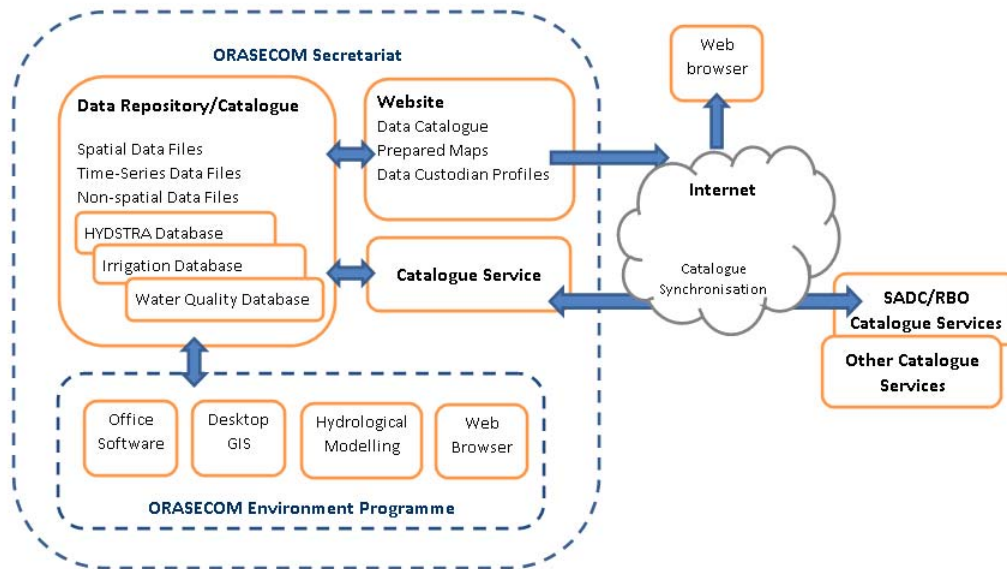 ORASECOM Secretariat
Data Repository/Catalogue
Spatial Data Files
Time-Series Data Files
Non-spatial Data Files
HYDSTRA Database
Irrigation Database
Water Quality Database
Website
Data Catalogue
Prepared Maps
Data Custodian Profiles
Catalogue Service
Web
browser
Internet
Catalogue
Synchronisation
SADC/RBO
Catalogue Services
Other Catalogue
Services
Office
Software
Desktop
GIS
Hydrological
Modelling
Web
Browser
ORASECOM Environment Programme